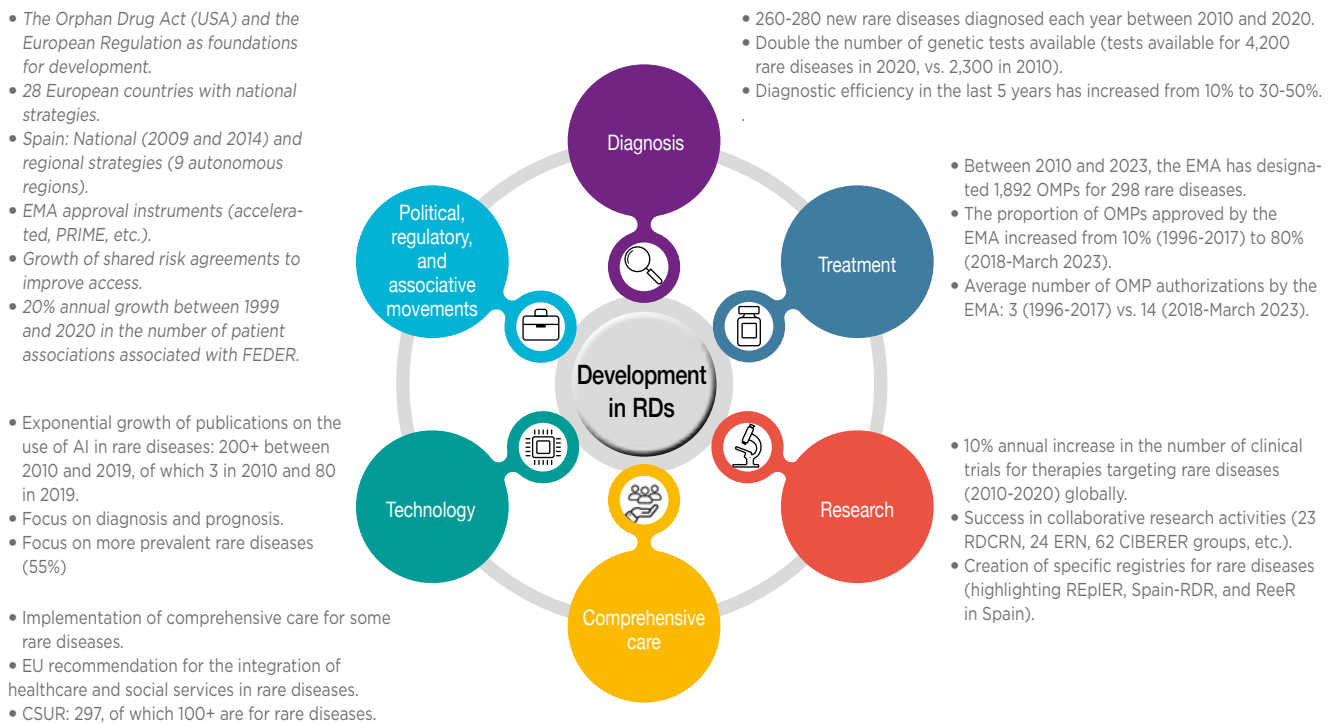 • The Orphan Drug Act (USA) and the
European Regulation as foundations
for development.
• 28 European countries with national
strategies.
• Spain: National (2009 and 2014) and
regional strategies (9 autonomous
regions).
• EMA approval instruments (accelera-
ted, PRIME, etc.).
• Growth of shared risk agreements to
improve access.
• 20% annual growth between 1999
and 2020 in the number of patient
associations associated with FEDER.
• 260-280 new rare diseases diagnosed each year between 2010 and 2020.
• Double the number of genetic tests available (tests available for 4,200
rare diseases in 2020, vs. 2,300 in 2010).
• Diagnostic efficiency in the last 5 years has increased from 10% to 30-50%.
.
Diagnosis
• Between 2010 and 2023, the EMA has designa-
ted 1,892 OMPs for 298 rare diseases.
• The proportion of OMPs approved by the
EMA increased from 10% (1996-2017) to 80%
(2018-March 2023).
• Average number of OMP authorizations by the
EMA: 3 (1996-2017) vs. 14 (2018-March 2023).
Political,
regulatory,
and
associative
movements
Treatment
Development
in RDs
• Exponential growth of publications on the
use of AI in rare diseases: 200+ between
2010 and 2019, of which 3 in 2010 and 80
in 2019.
• Focus on diagnosis and prognosis.
• Focus on more prevalent rare diseases
(55%)
Technology
Research
• 10% annual increase in the number of clinical
trials for therapies targeting rare diseases
(2010-2020) globally.
• Success in collaborative research activities (23
RDCRN, 24 ERN, 62 CIBERER groups, etc.).
• Creation of specific registries for rare diseases
(highlighting REpIER, Spain-RDR, and ReeR
in Spain).
Comprehensive
care
• Implementation of comprehensive care for some
rare diseases.
• EU recommendation for the integration of
healthcare and social services in rare diseases.
• CSUR: 297, of which 100+ are for rare diseases.